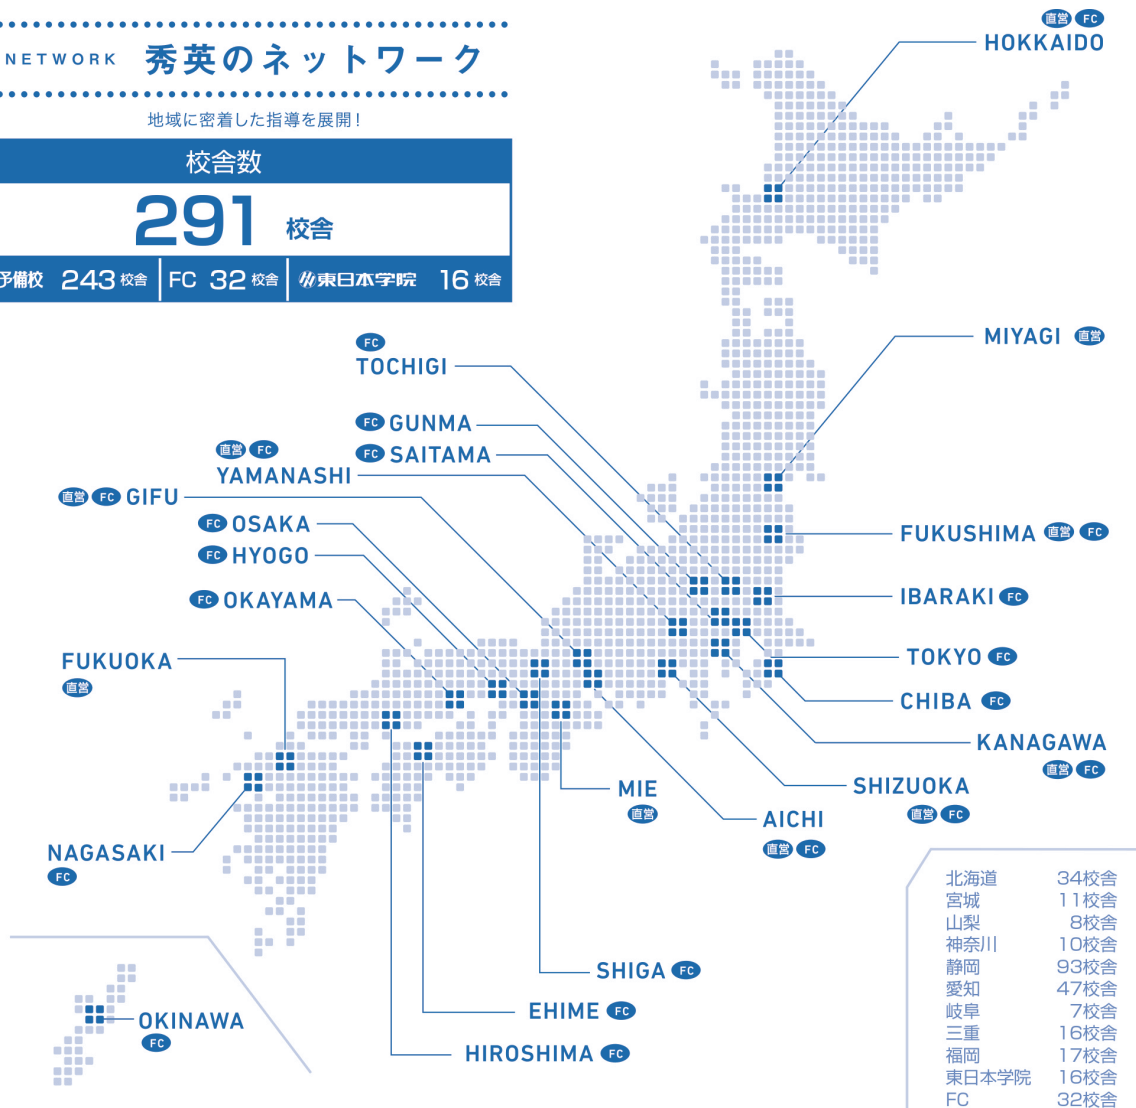 NETWORK 秀英のネットワーク
地域に密着した指導を展開!
校舎数
291 校舎
予備校 243校舎 FC 32校舎 東日本学院 16校舎
直営 FC
HOKKAIDO
MIYAGI 直営
FC
TOCHIGI
FC GUNMA
FC SAITAMA
直営 FC
YAMANASHI
直営 FC GIFU
FC OSAKA
FC HYOGO
FC OKAYAMA
FUKUOKA
直営
NAGASAKI
FC
OKINAWA
FC
FUKUSHIMA 直営 FC
IBARAKI FC
TOKYO FC
CHIBA FC
KANAGAWA
直営 FC
SHIZUOKA
直営 FC
MIE
直営
AICHI
直営 FC
SHIGA FC
EHIME FC
HIROSHIMA FC
北海道 34校舎
宮城 11校舎
山梨 8校舎
神奈川 10校舎
静岡 93校舎
愛知 47校舎
岐阜 7校舎
三重 16校舎
福岡 17校舎
東日本学院 16校舎
FC 32校舎